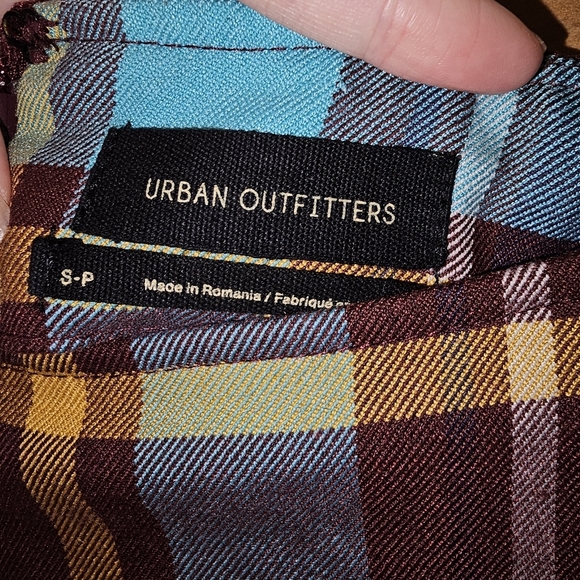 URBAN OUTFITTERS
S-P
Made in Romania / Fabriqué